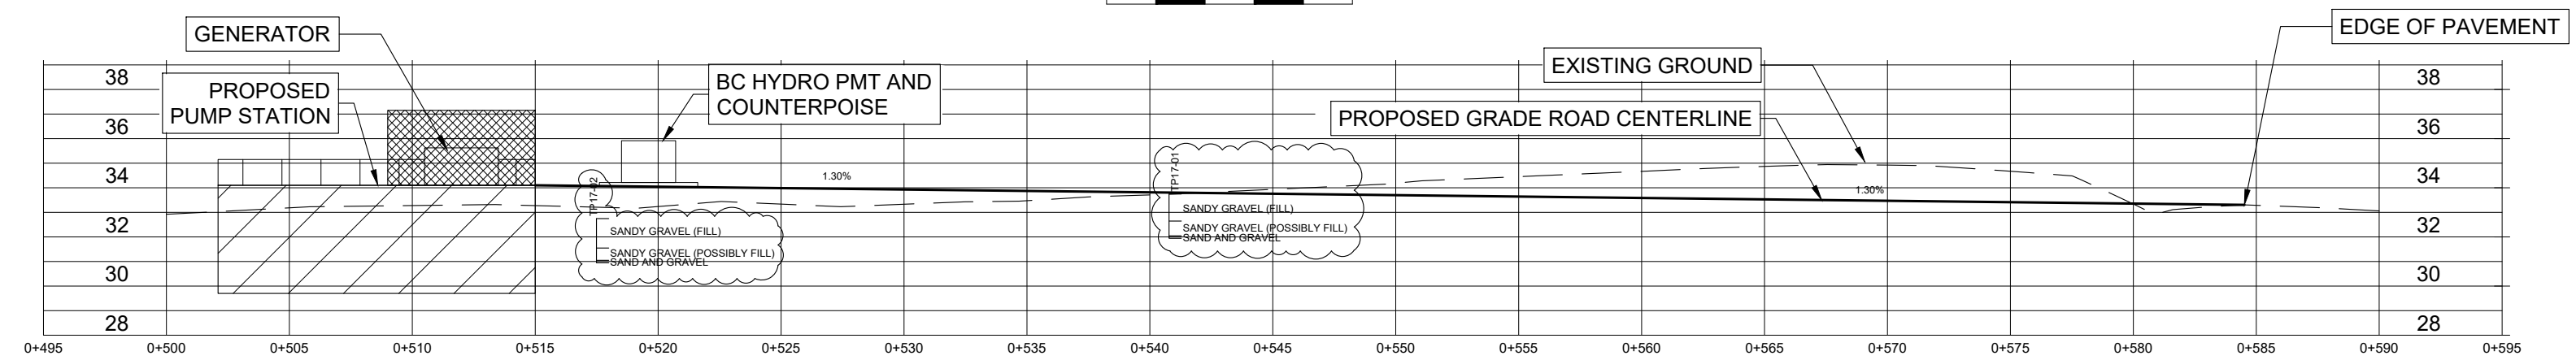 GENERATOR
EDGE OF PAVEMENT
EXISTING GROUND
38
38
PROPOSED
PUMP STATION
BC HYDRO PMT AND
COUNTERPOISE
PROPOSED GRADE ROAD CENTERLINE
36
36
34
34
1.30%
1.30%
TP17-02
TP17-01
SANDY GRAVEL (FILL)
SANDY GRAVEL (POSSIBLY FILL)
SAND AND GRAVEL
SANDY GRAVEL (FILL)
SANDY GRAVEL (POSSIBLY FILL)
SAND AND GRAVEL
32
32
30
30
28
28
0+495 0+500 0+505 0+510 0+515 0+520 0+525 0+530 0+535 0+540 0+545 0+550 0+555 0+560 0+565 0+570 0+575 0+580 0+585 0+590 0+595